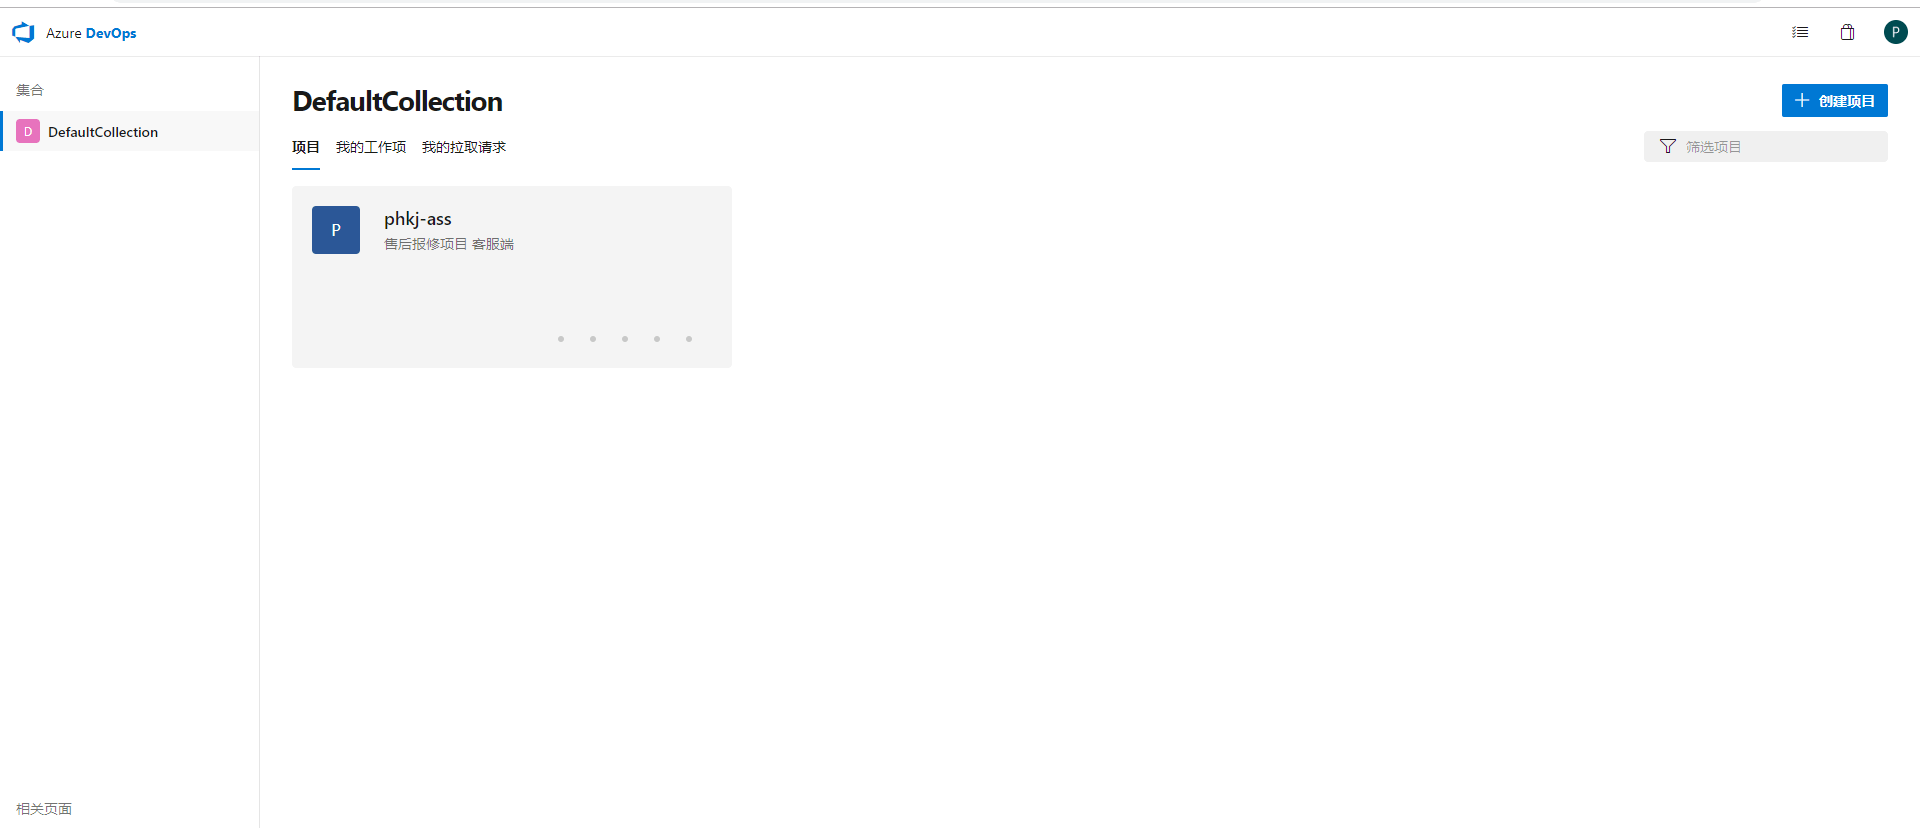 Azure DevOps
P
集合
D DefaultCollection
DefaultCollection
创建项目
项目 我的工作项 我的拉取请求
筛选项目
P
phkj-ass
售后报修项目 客服端
相关页面